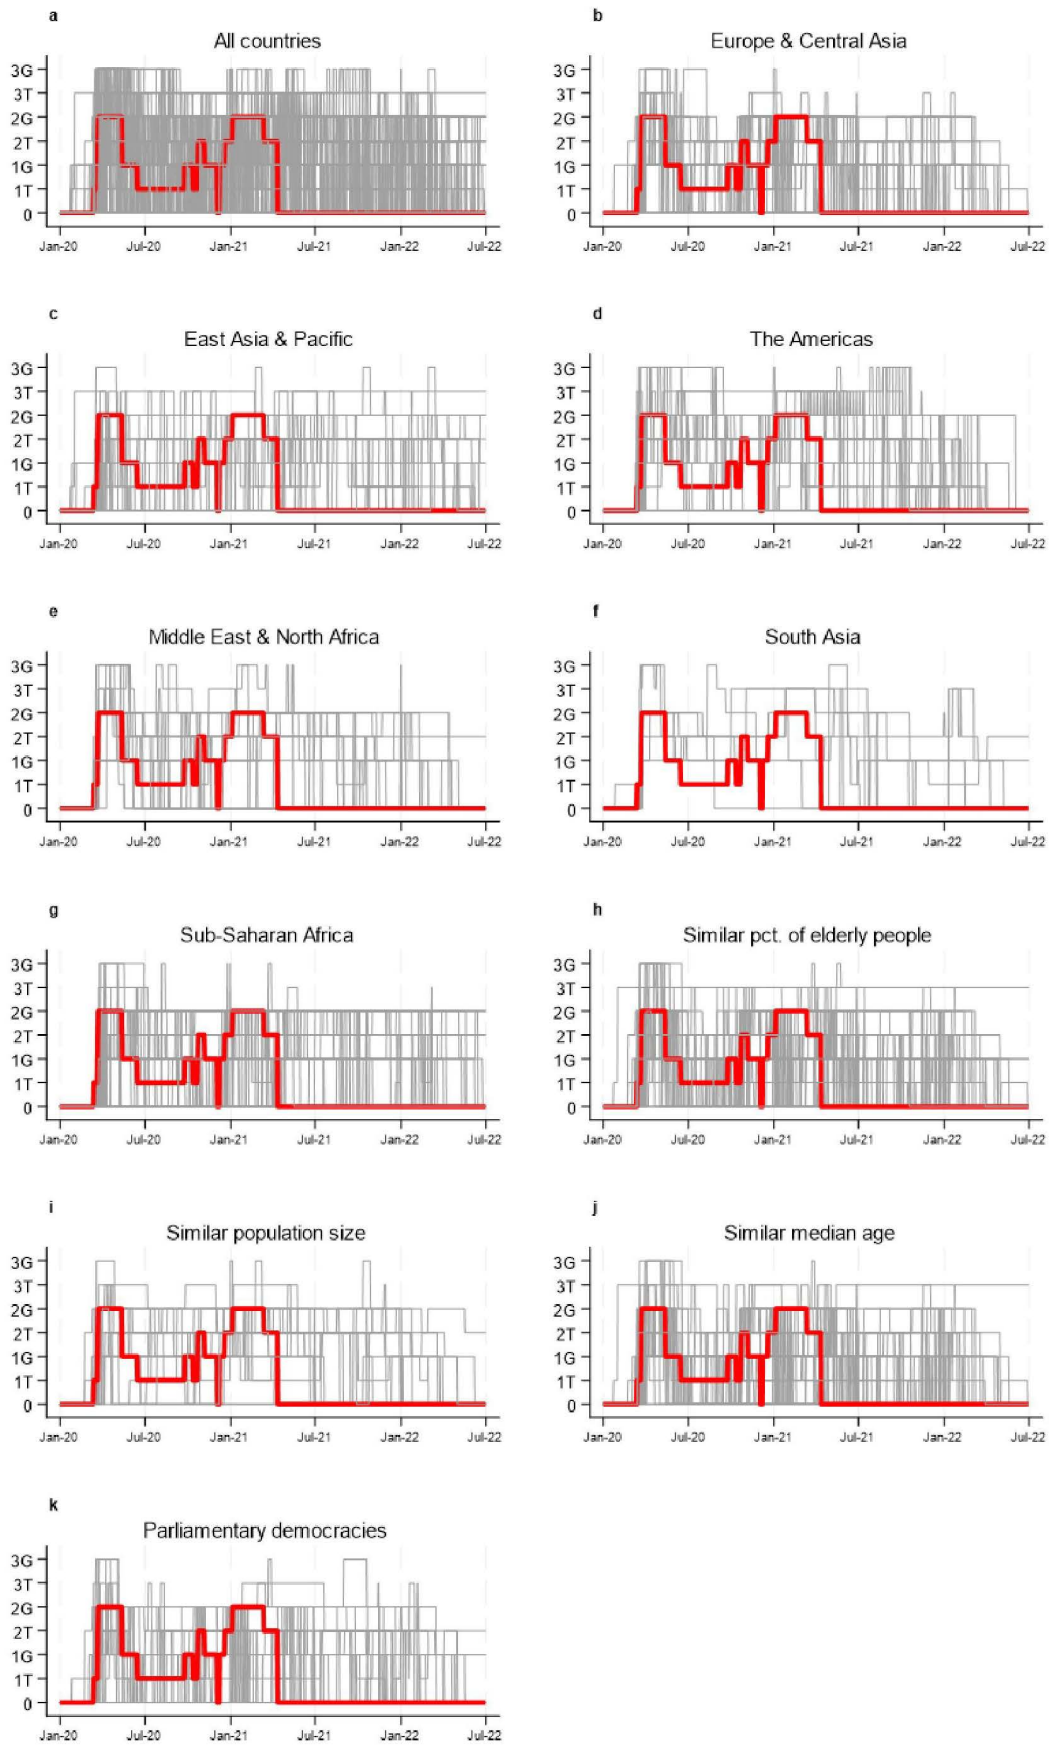 a
All countries
3G
3T
2G
2T
1G
1T
0
Jan-20 Jul-20 Jan-21 Jul-21 Jan-22 Jul-22
b
Europe & Central Asia
3G
3T
2G
2T
1G
1T
0
Jan-20 Jul-20 Jan-21 Jul-21 Jan-22 Jul-22
c
East Asia & Pacific
3G
3T
2G
2T
1G
1T
0
Jan-20 Jul-20 Jan-21 Jul-21 Jan-22 Jul-22
d
The Americas
3G
3T
2G
2T
1G
1T
0
Jan-20 Jul-20 Jan-21 Jul-21 Jan-22 Jul-22
e
Middle East & North Africa
3G
3T
2G
2T
1G
1T
0
Jan-20 Jul-20 Jan-21 Jul-21 Jan-22 Jul-22
f
South Asia
3G
3T
2G
2T
1G
1T
0
Jan-20 Jul-20 Jan-21 Jul-21 Jan-22 Jul-22
g
Sub-Saharan Africa
3G
3T
2G
2T
1G
1T
0
Jan-20 Jul-20 Jan-21 Jul-21 Jan-22 Jul-22
h
Similar pct. of elderly people
3G
3T
2G
2T
1G
1T
0
Jan-20 Jul-20 Jan-21 Jul-21 Jan-22 Jul-22
i
Similar population size
3G
3T
2G
2T
1G
1T
0
Jan-20 Jul-20 Jan-21 Jul-21 Jan-22 Jul-22
j
Similar median age
3G
3T
2G
2T
1G
1T
0
Jan-20 Jul-20 Jan-21 Jul-21 Jan-22 Jul-22
k
Parliamentary democracies
3G
3T
2G
2T
1G
1T
0
Jan-20 Jul-20 Jan-21 Jul-21 Jan-22 Jul-22